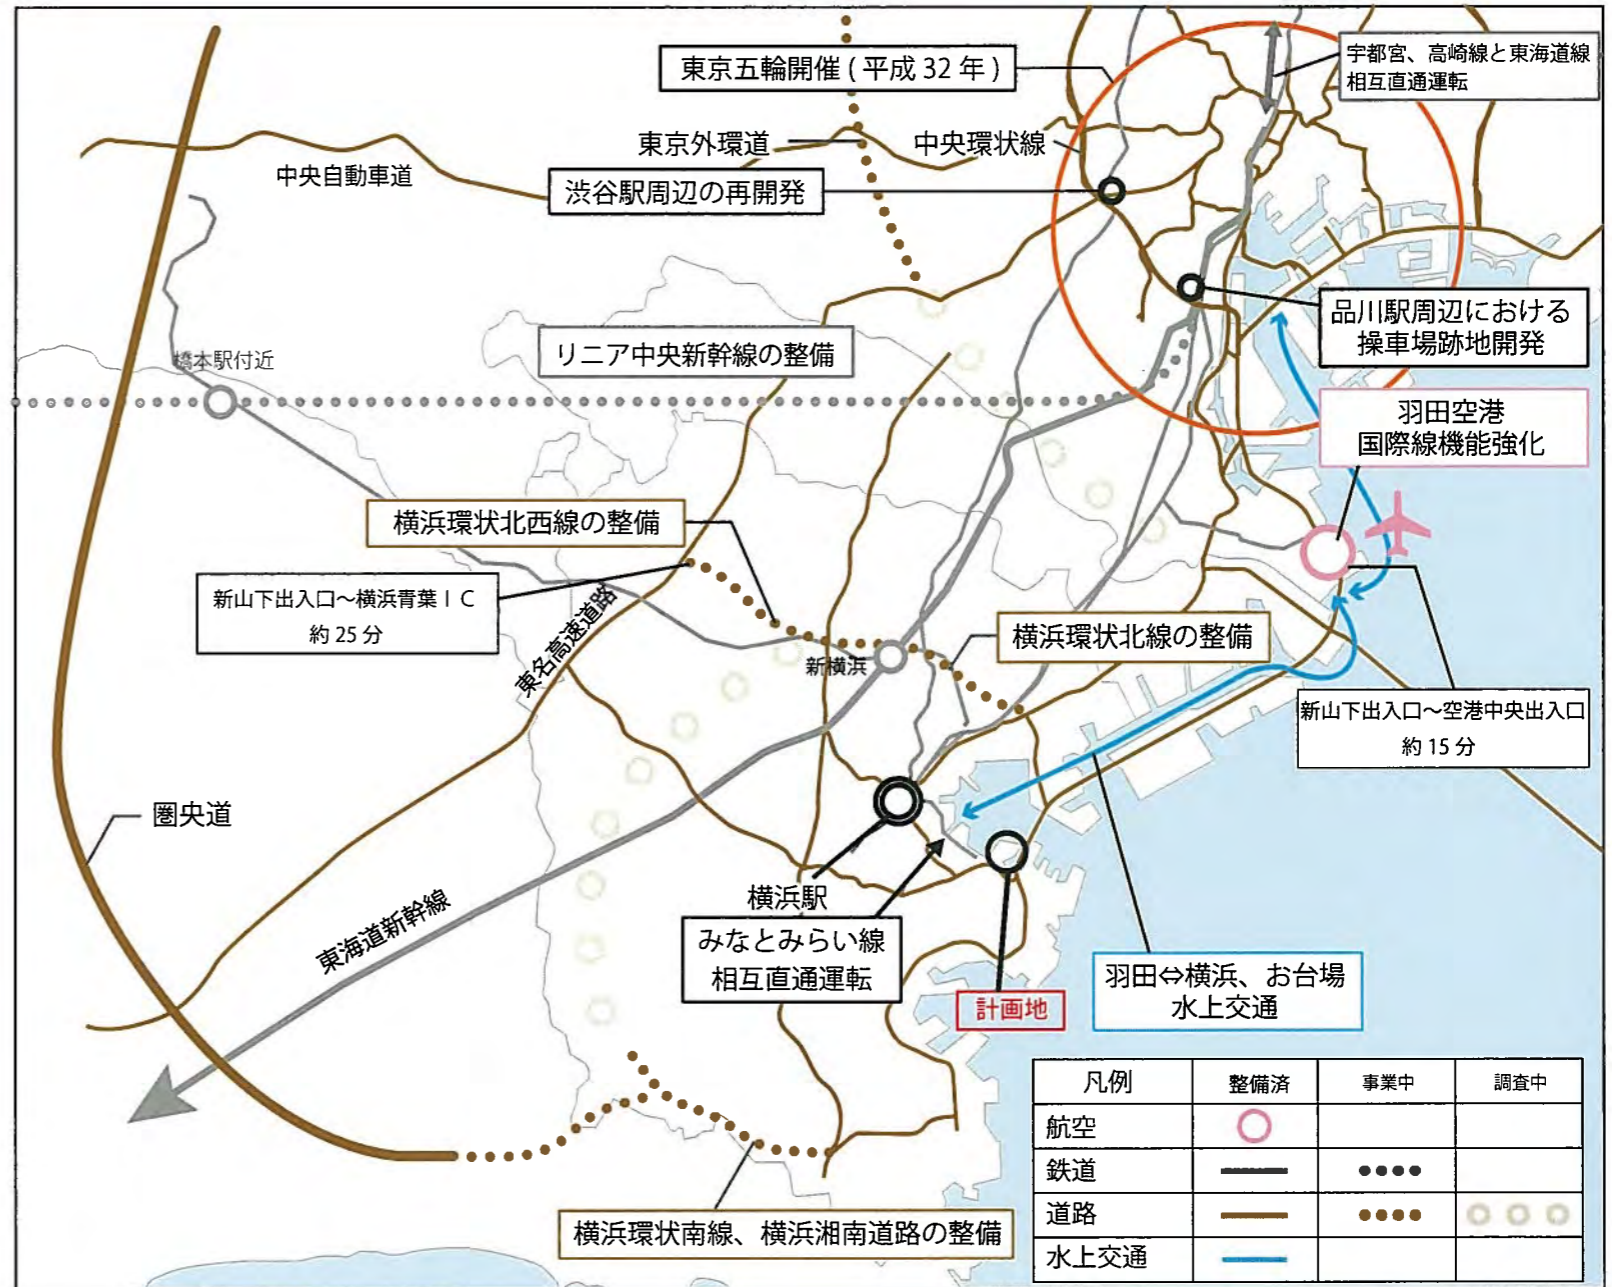 東京五輪開催 ( 平成 32 年 )
宇都宮、高崎線と東海道線
相互直通運転
東京外環道
中央環状線
中央自動車道
渋谷駅周辺の再開発
品川駅周辺における
操車場跡地開発
リニア中央新幹線の整備
橋本駅付近
羽田空港
国際線機能強化
横浜環状北西線の整備
新山下出入口～横浜青葉ＩＣ
約 25 分
東名高速道路
横浜環状北線の整備
新横浜
新山下出入口～空港中央出入口
約 15 分
圏央道
東海道新幹線
横浜駅
みなとみらい線
相互直通運転
計画地
羽田⇔横浜、お台場
水上交通
横浜環状南線、横浜湘南道路の整備
凡例 整備済 事業中 調査中
航空
鉄道
道路
水上交通